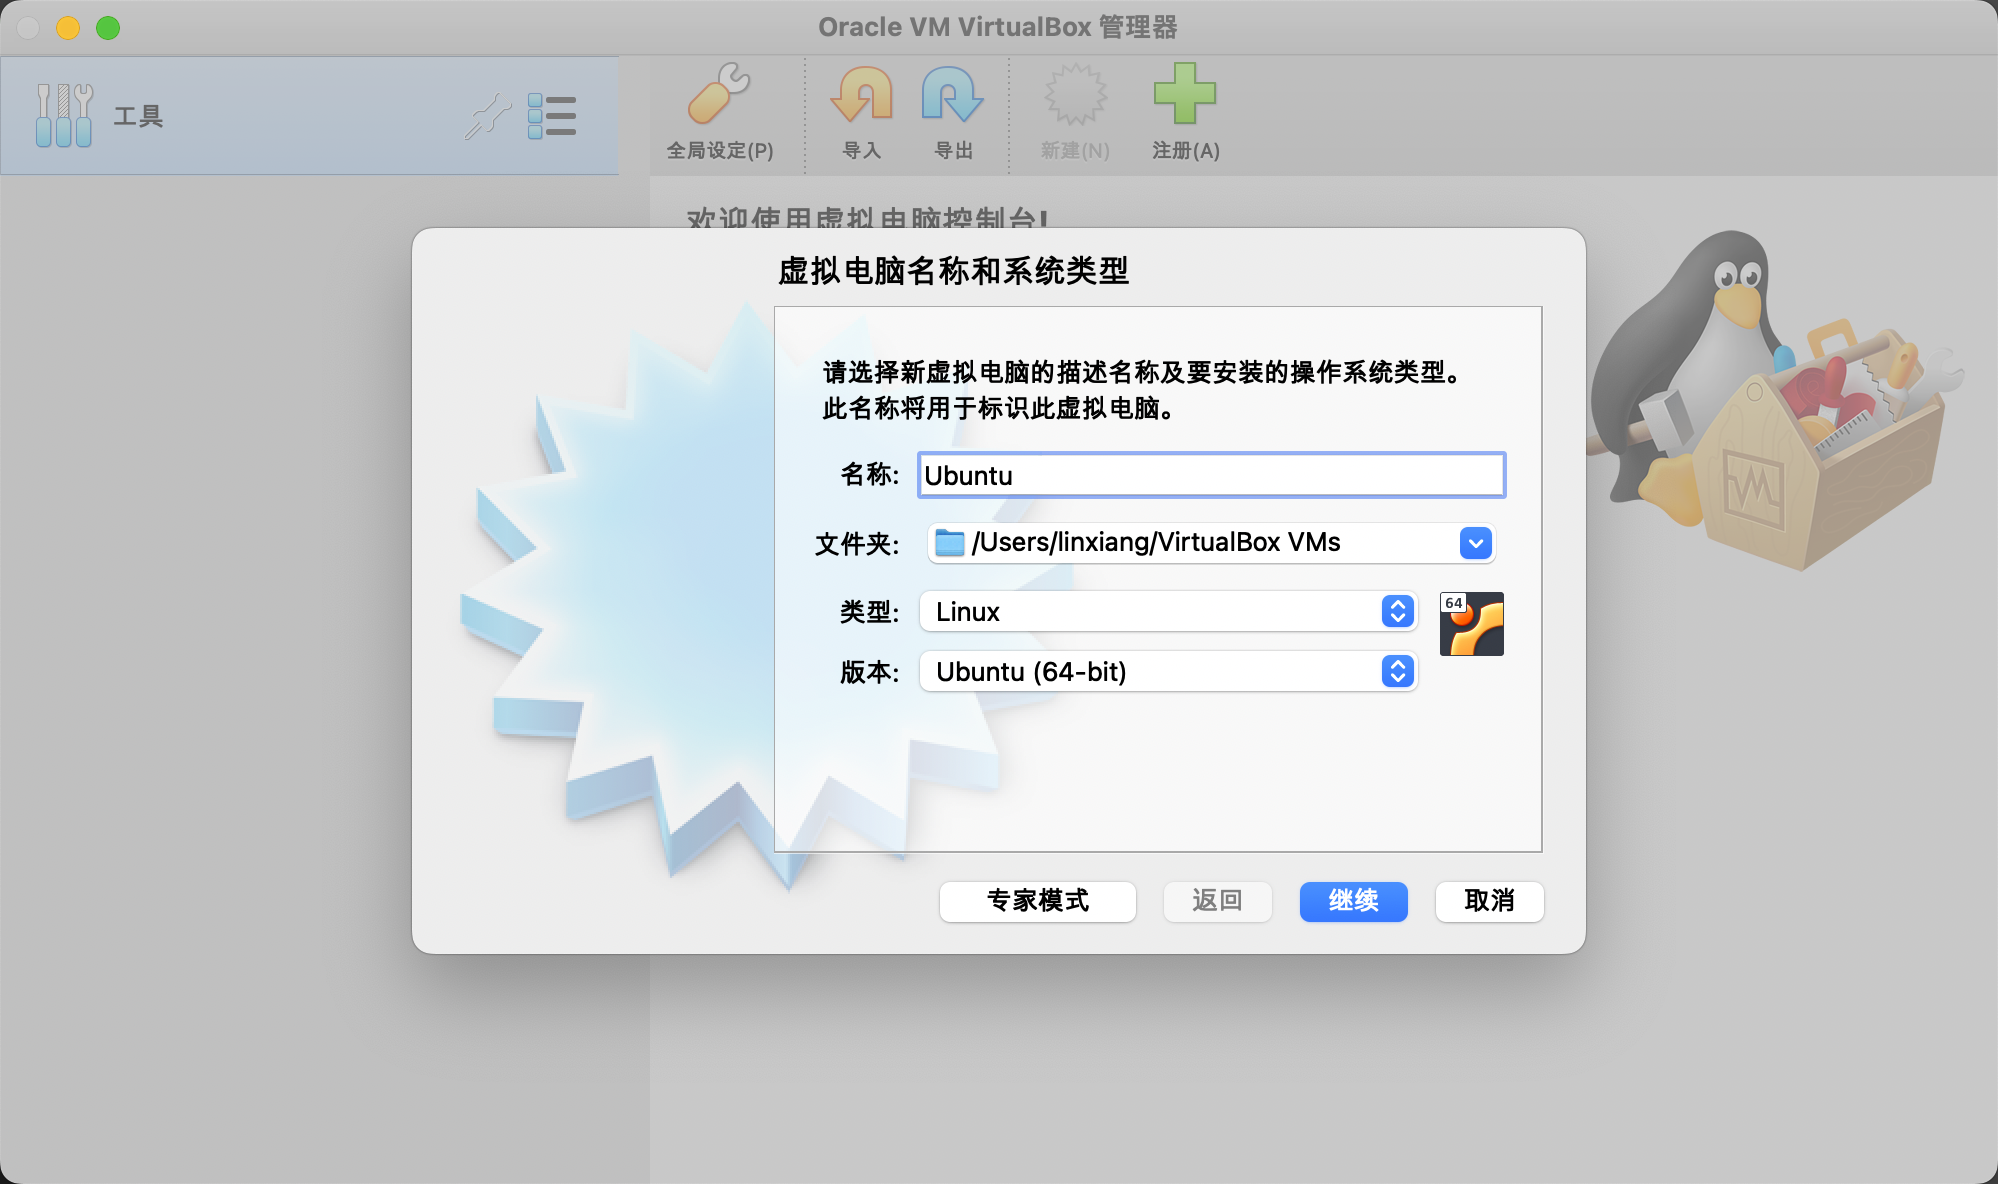 Oracle VM VirtualBox 管理器
工具
全局设定(P)
导入
导出
新建(N)
注册(A)
欢迎使用虚拟电脑控制台!
虚拟电脑名称和系统类型
请选择新虚拟电脑的描述名称及要安装的操作系统类型。
此名称将用于标识此虚拟电脑。
名称: Ubuntu
文件夹: /Users/linxiang/VirtualBox VMs
类型: Linux
64
版本: Ubuntu (64-bit)
专家模式
返回
继续
取消